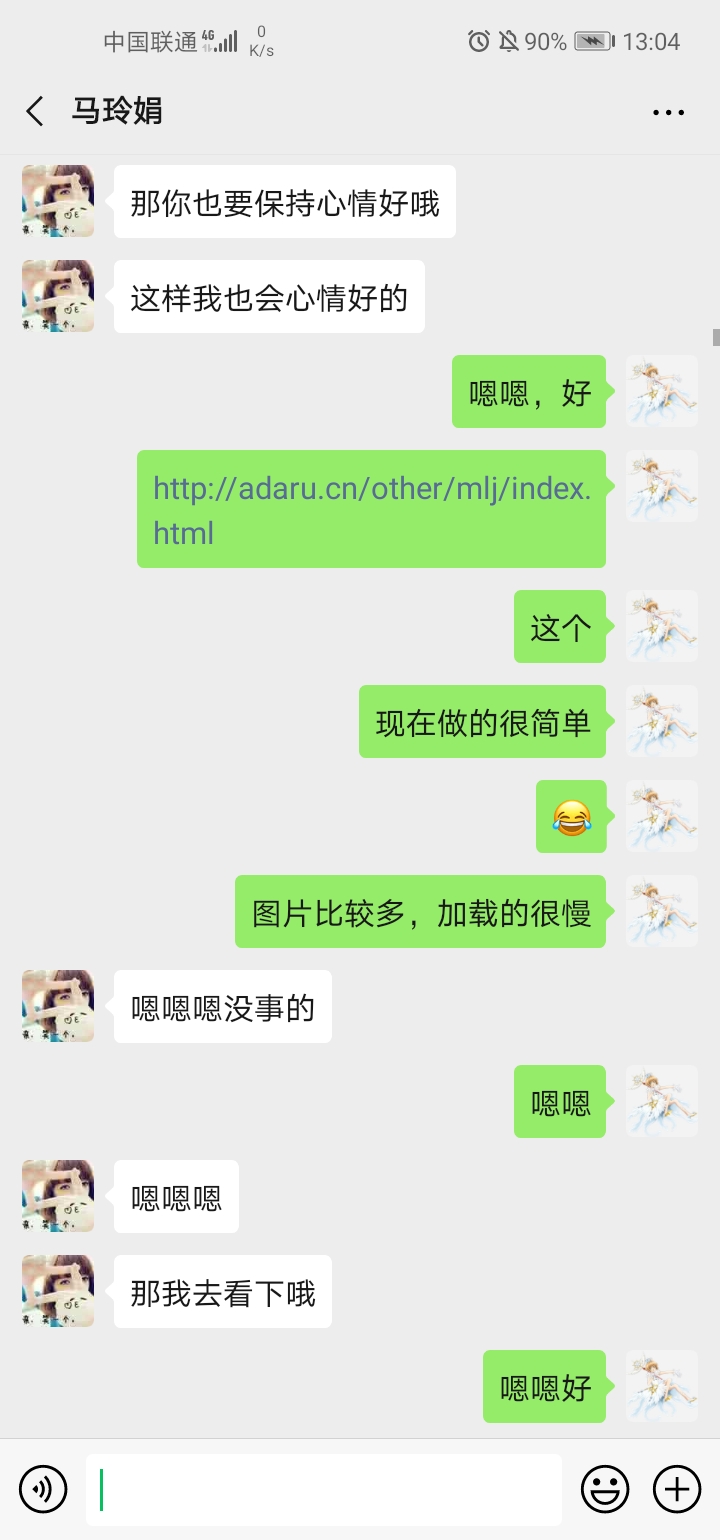 中国联通 4G 0 K/s 90% 13:04
马玲娟
那你也要保持心情好哦
这样我也会心情好的
嗯嗯，好
http://adaru.cn/other/mlj/index.
html
这个
现在做的很简单
😂
图片比较多，加载的很慢
嗯嗯嗯没事的
嗯嗯
嗯嗯嗯
那我去看下哦
嗯嗯好